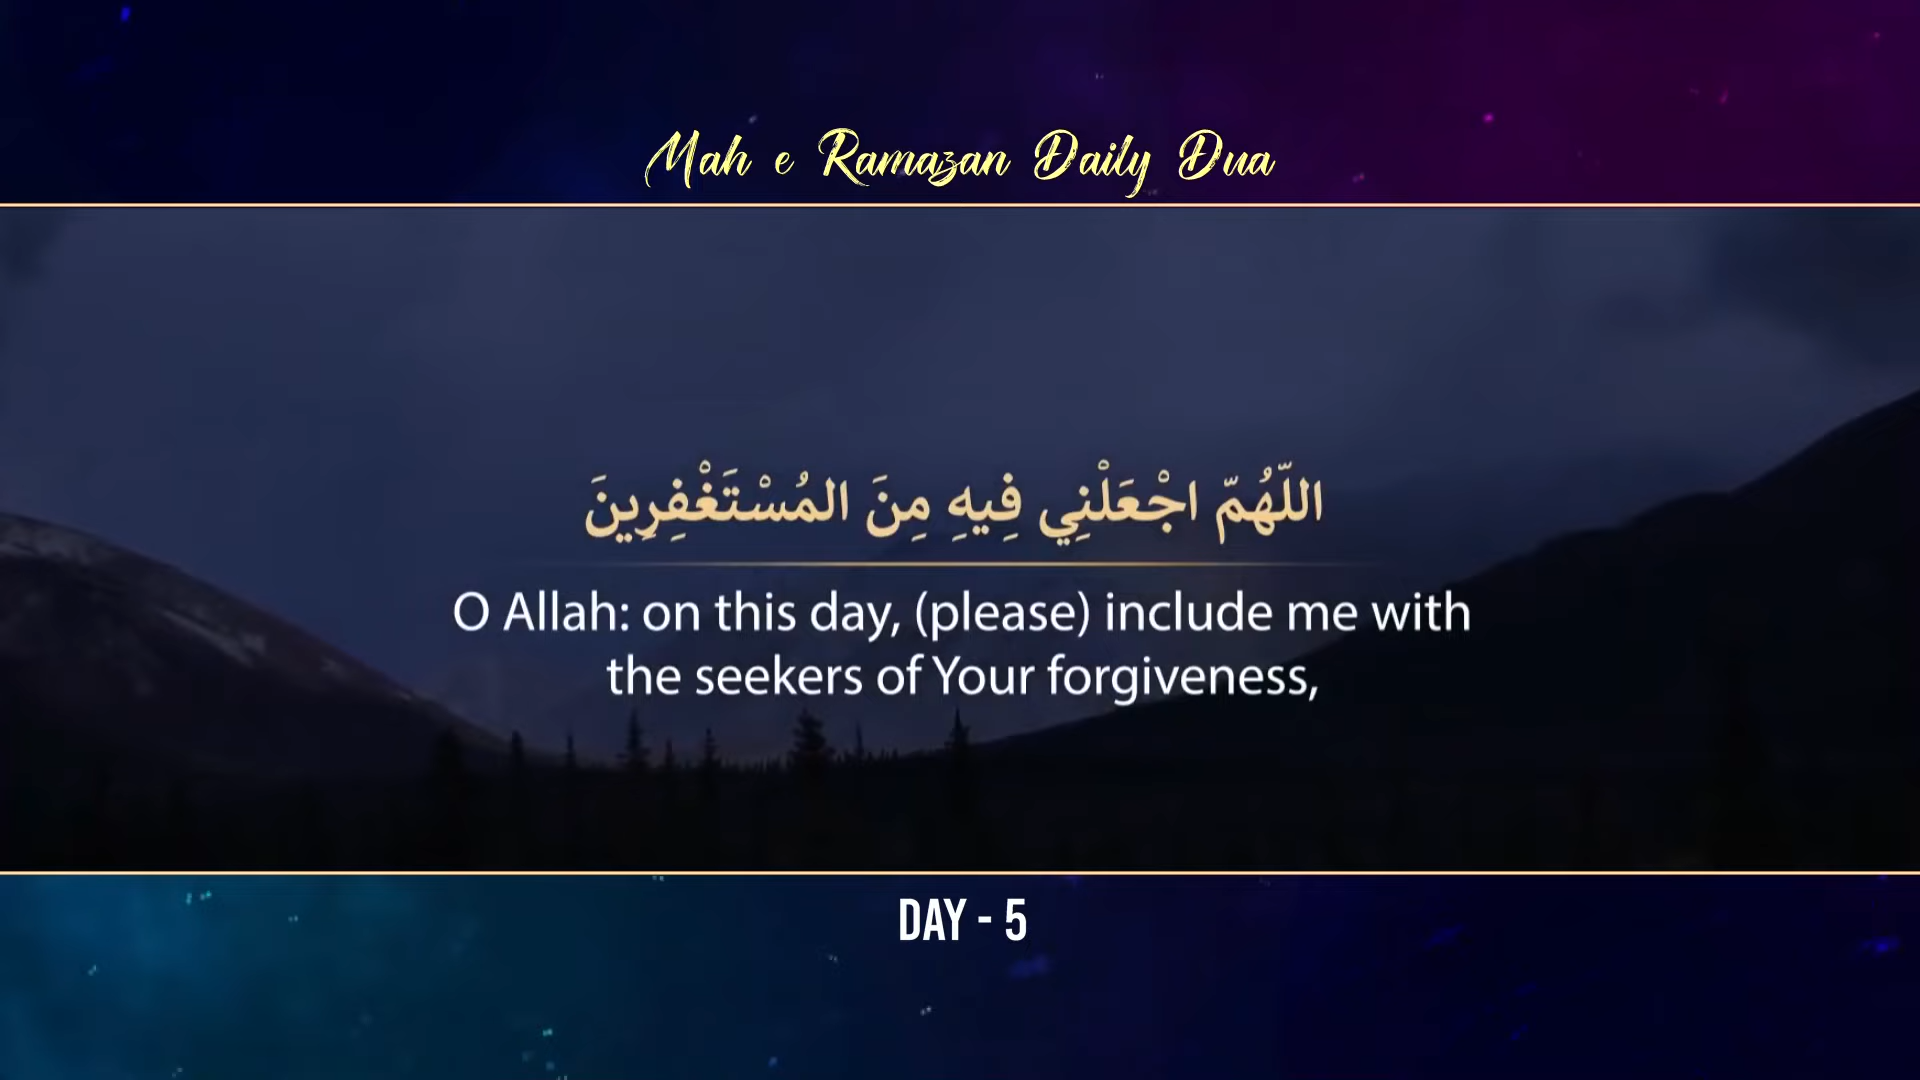 Mah e Ramazan Daily Dua
اللّهُمّ اجْعَلْنِي فِيهِ مِنَ المُسْتَغْفِرِينَ
O Allah: on this day, (please) include me with
the seekers of Your forgiveness,
DAY - 5